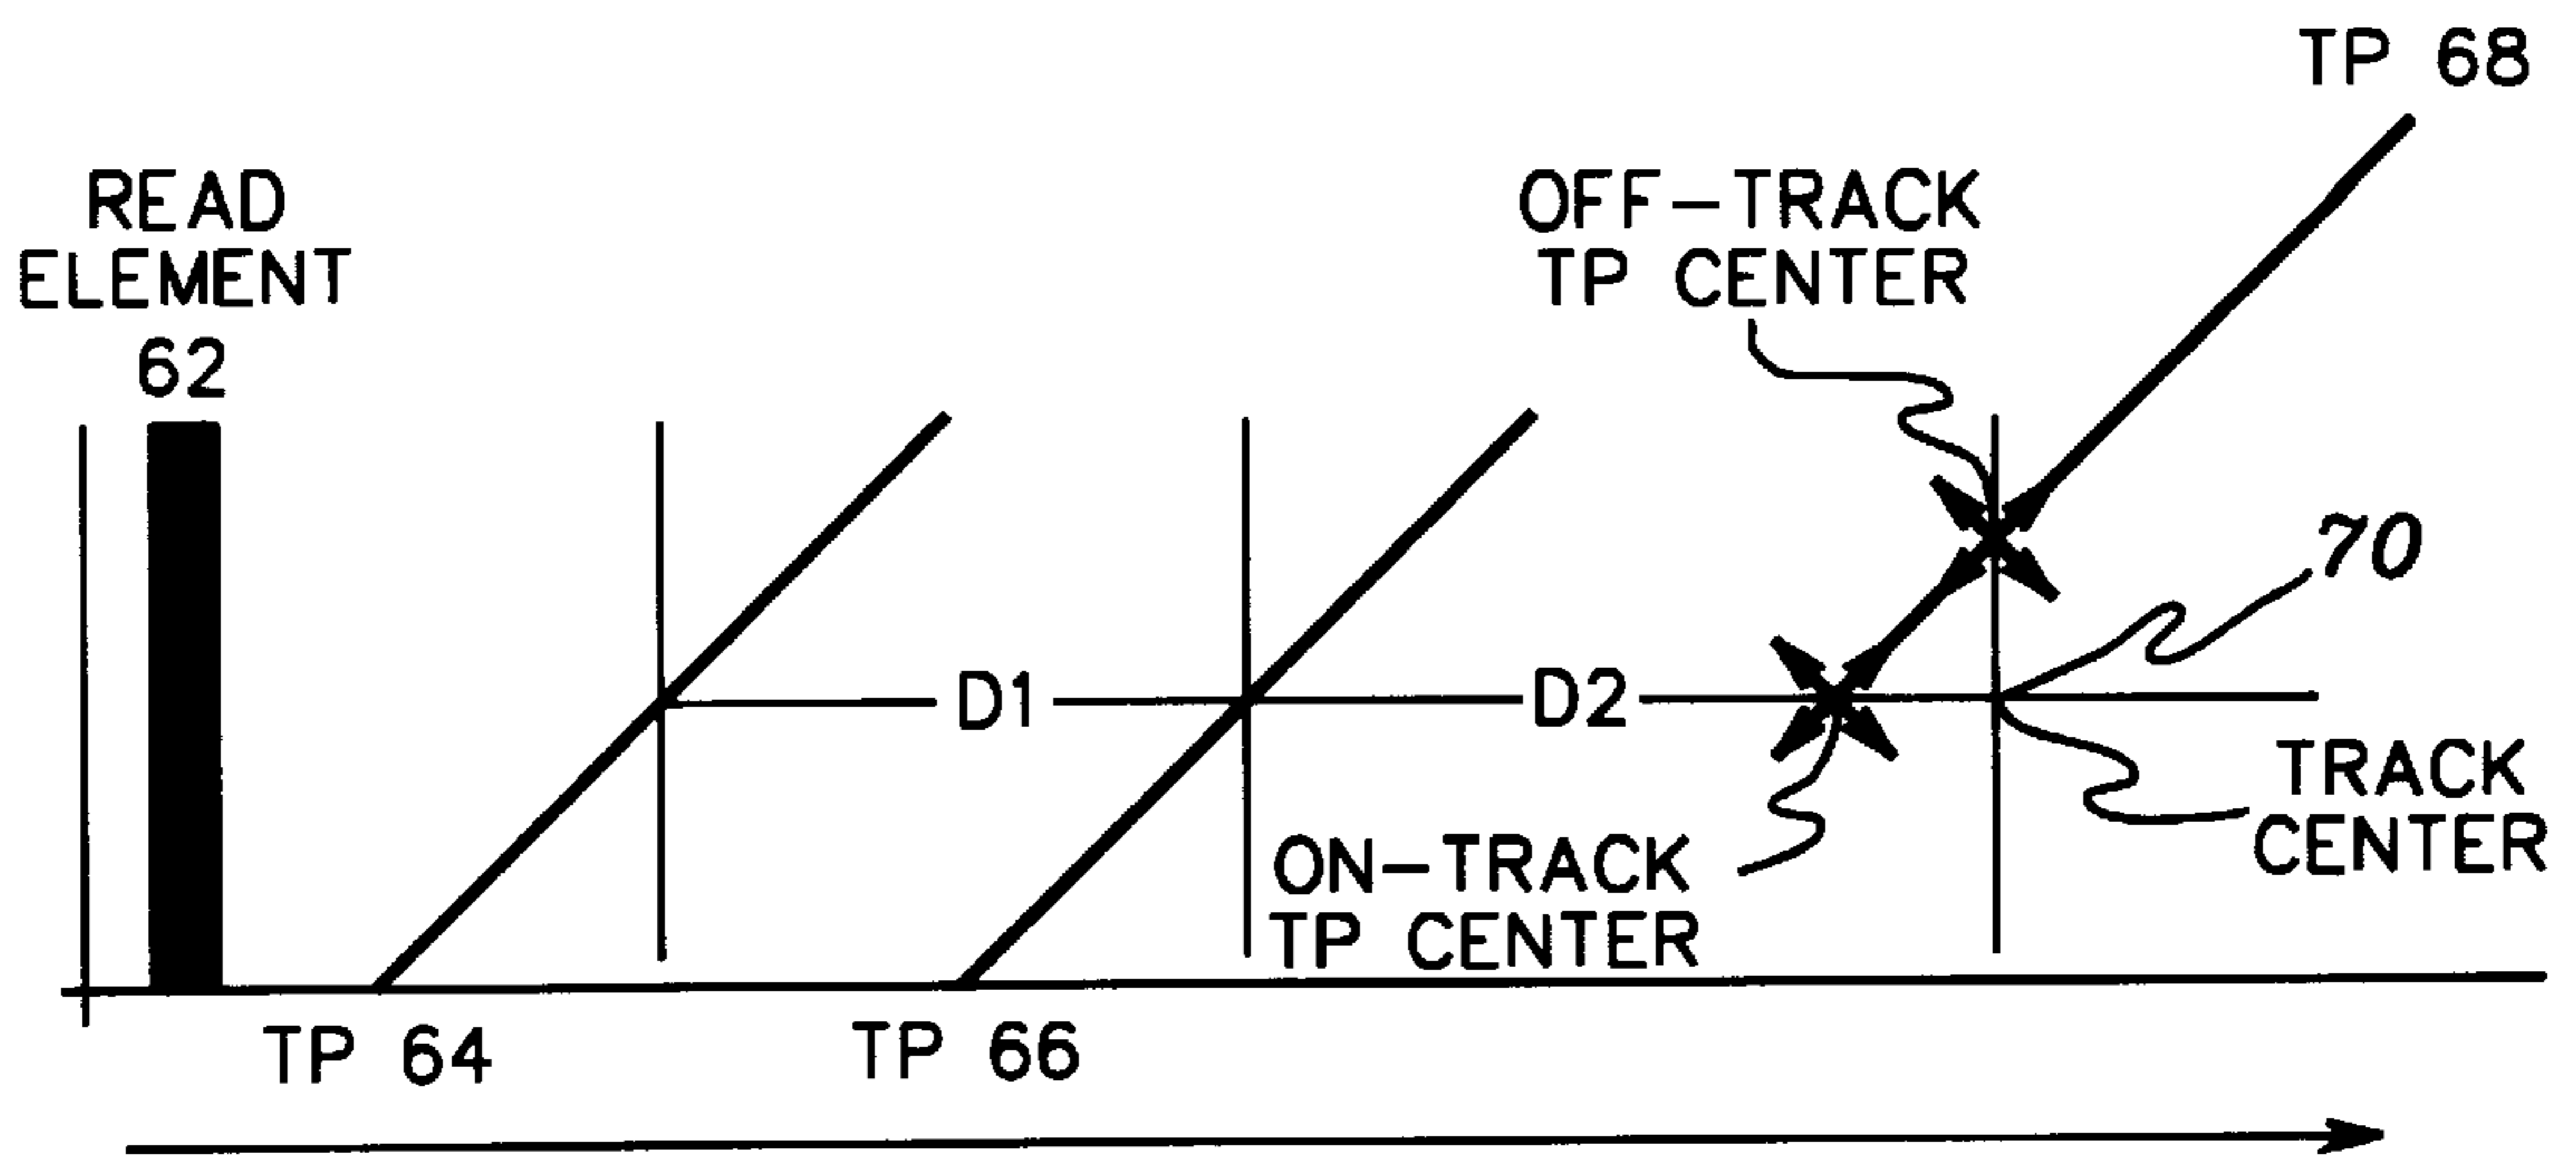 TP 68
READ
ELEMENT
62
OFF-TRACK
TP CENTER
70
D1
D2
TRACK
CENTER
ON-TRACK
TP CENTER
TP 64
TP 66